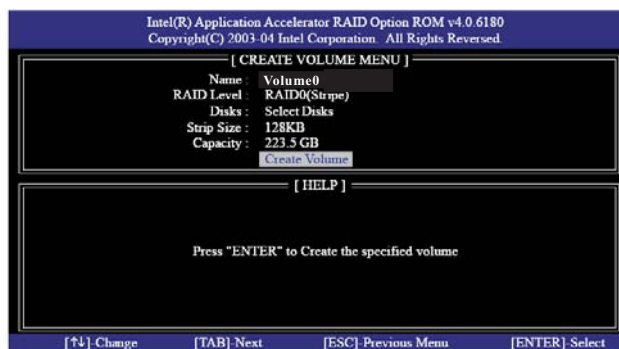 Intel(R) Application Accelerator RAID Option ROM v4.0.6180
Copyright(C) 2003-04 Intel Corporation. All Rights Reversed.
[ CREATE VOLUME MENU ]
Name : Volume0
RAID Level : RAID0(Stripe)
Disks : Select Disks
Strip Size : 128KB
Capacity : 223.5 GB
Create Volume
[ HELP ]
Press "ENTER" to Create the specified volume
[↑↓]-Change [TAB]-Next [ESC]-Previous Menu [ENTER]-Select